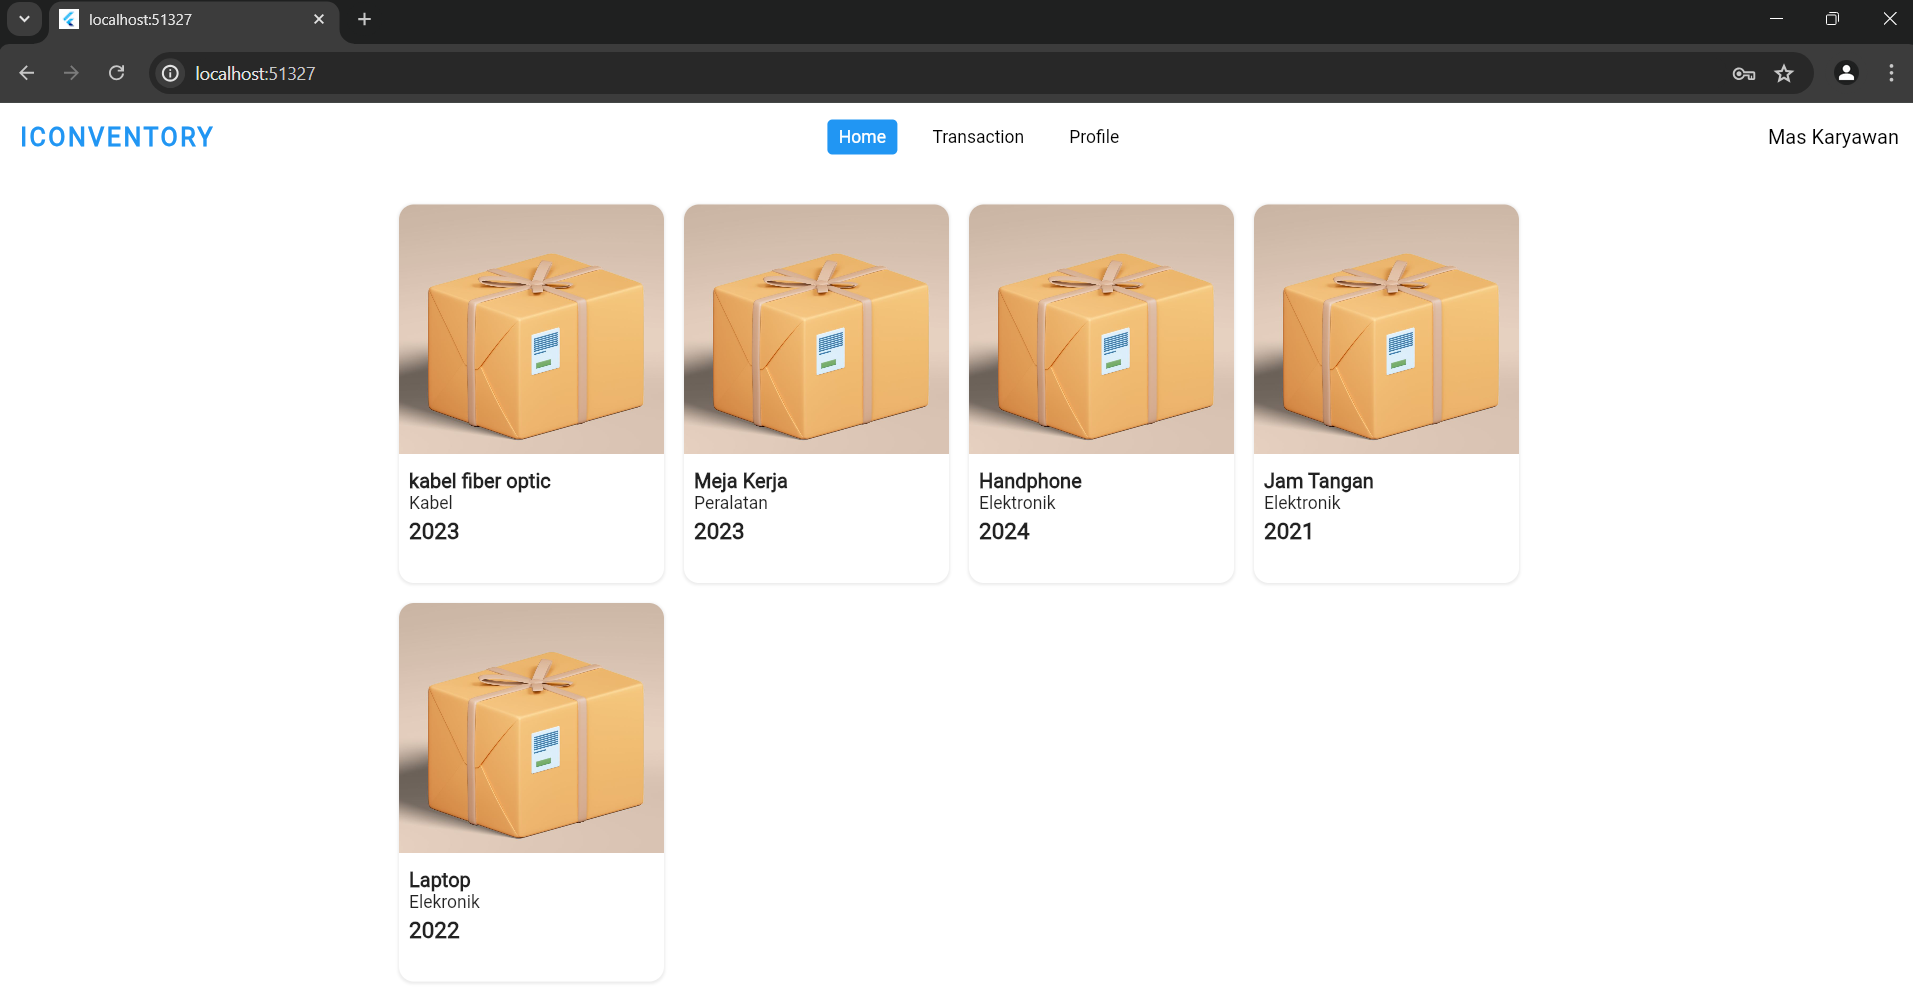 localhost:51327
localhost:51327
ICONVENTORY
Home
Transaction
Profile
Mas Karyawan
kabel fiber optic
Kabel
2023
Meja Kerja
Peralatan
2023
Handphone
Elektronik
2024
Jam Tangan
Elektronik
2021
Laptop
Elekronik
2022